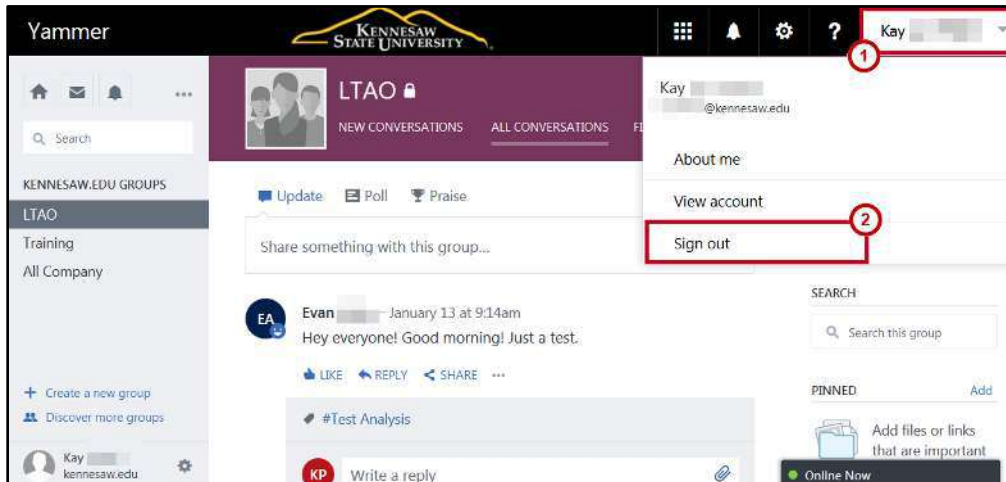 Yammer
KENNESAW
STATE UNIVERSITY
?
Kay
1
Kay
@kennesaw.edu
About me
View account
2
Sign out
Search
KENNESAW.EDU GROUPS
LTAO
Training
All Company
+ Create a new group
Discover more groups
Kay
kennesaw.edu
LTAO
NEW CONVERSATIONS ALL CONVERSATIONS
Update Poll Praise
Share something with this group...
EA
Evan January 13 at 9:14am
Hey everyone! Good morning! Just a test.
LIKE REPLY SHARE ...
#Test Analysis
KP Write a reply
SEARCH
Search this group
PINNED Add
Add files or links
that are important
Online Now